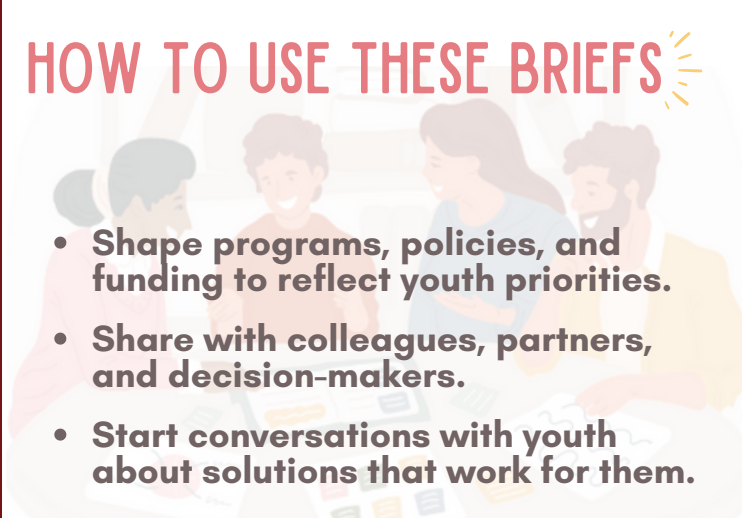 HOW TO USE THESE BRIEFS
• Shape programs, policies, and
funding to reflect youth priorities.
• Share with colleagues, partners,
and decision-makers.
• Start conversations with youth
about solutions that work for them.